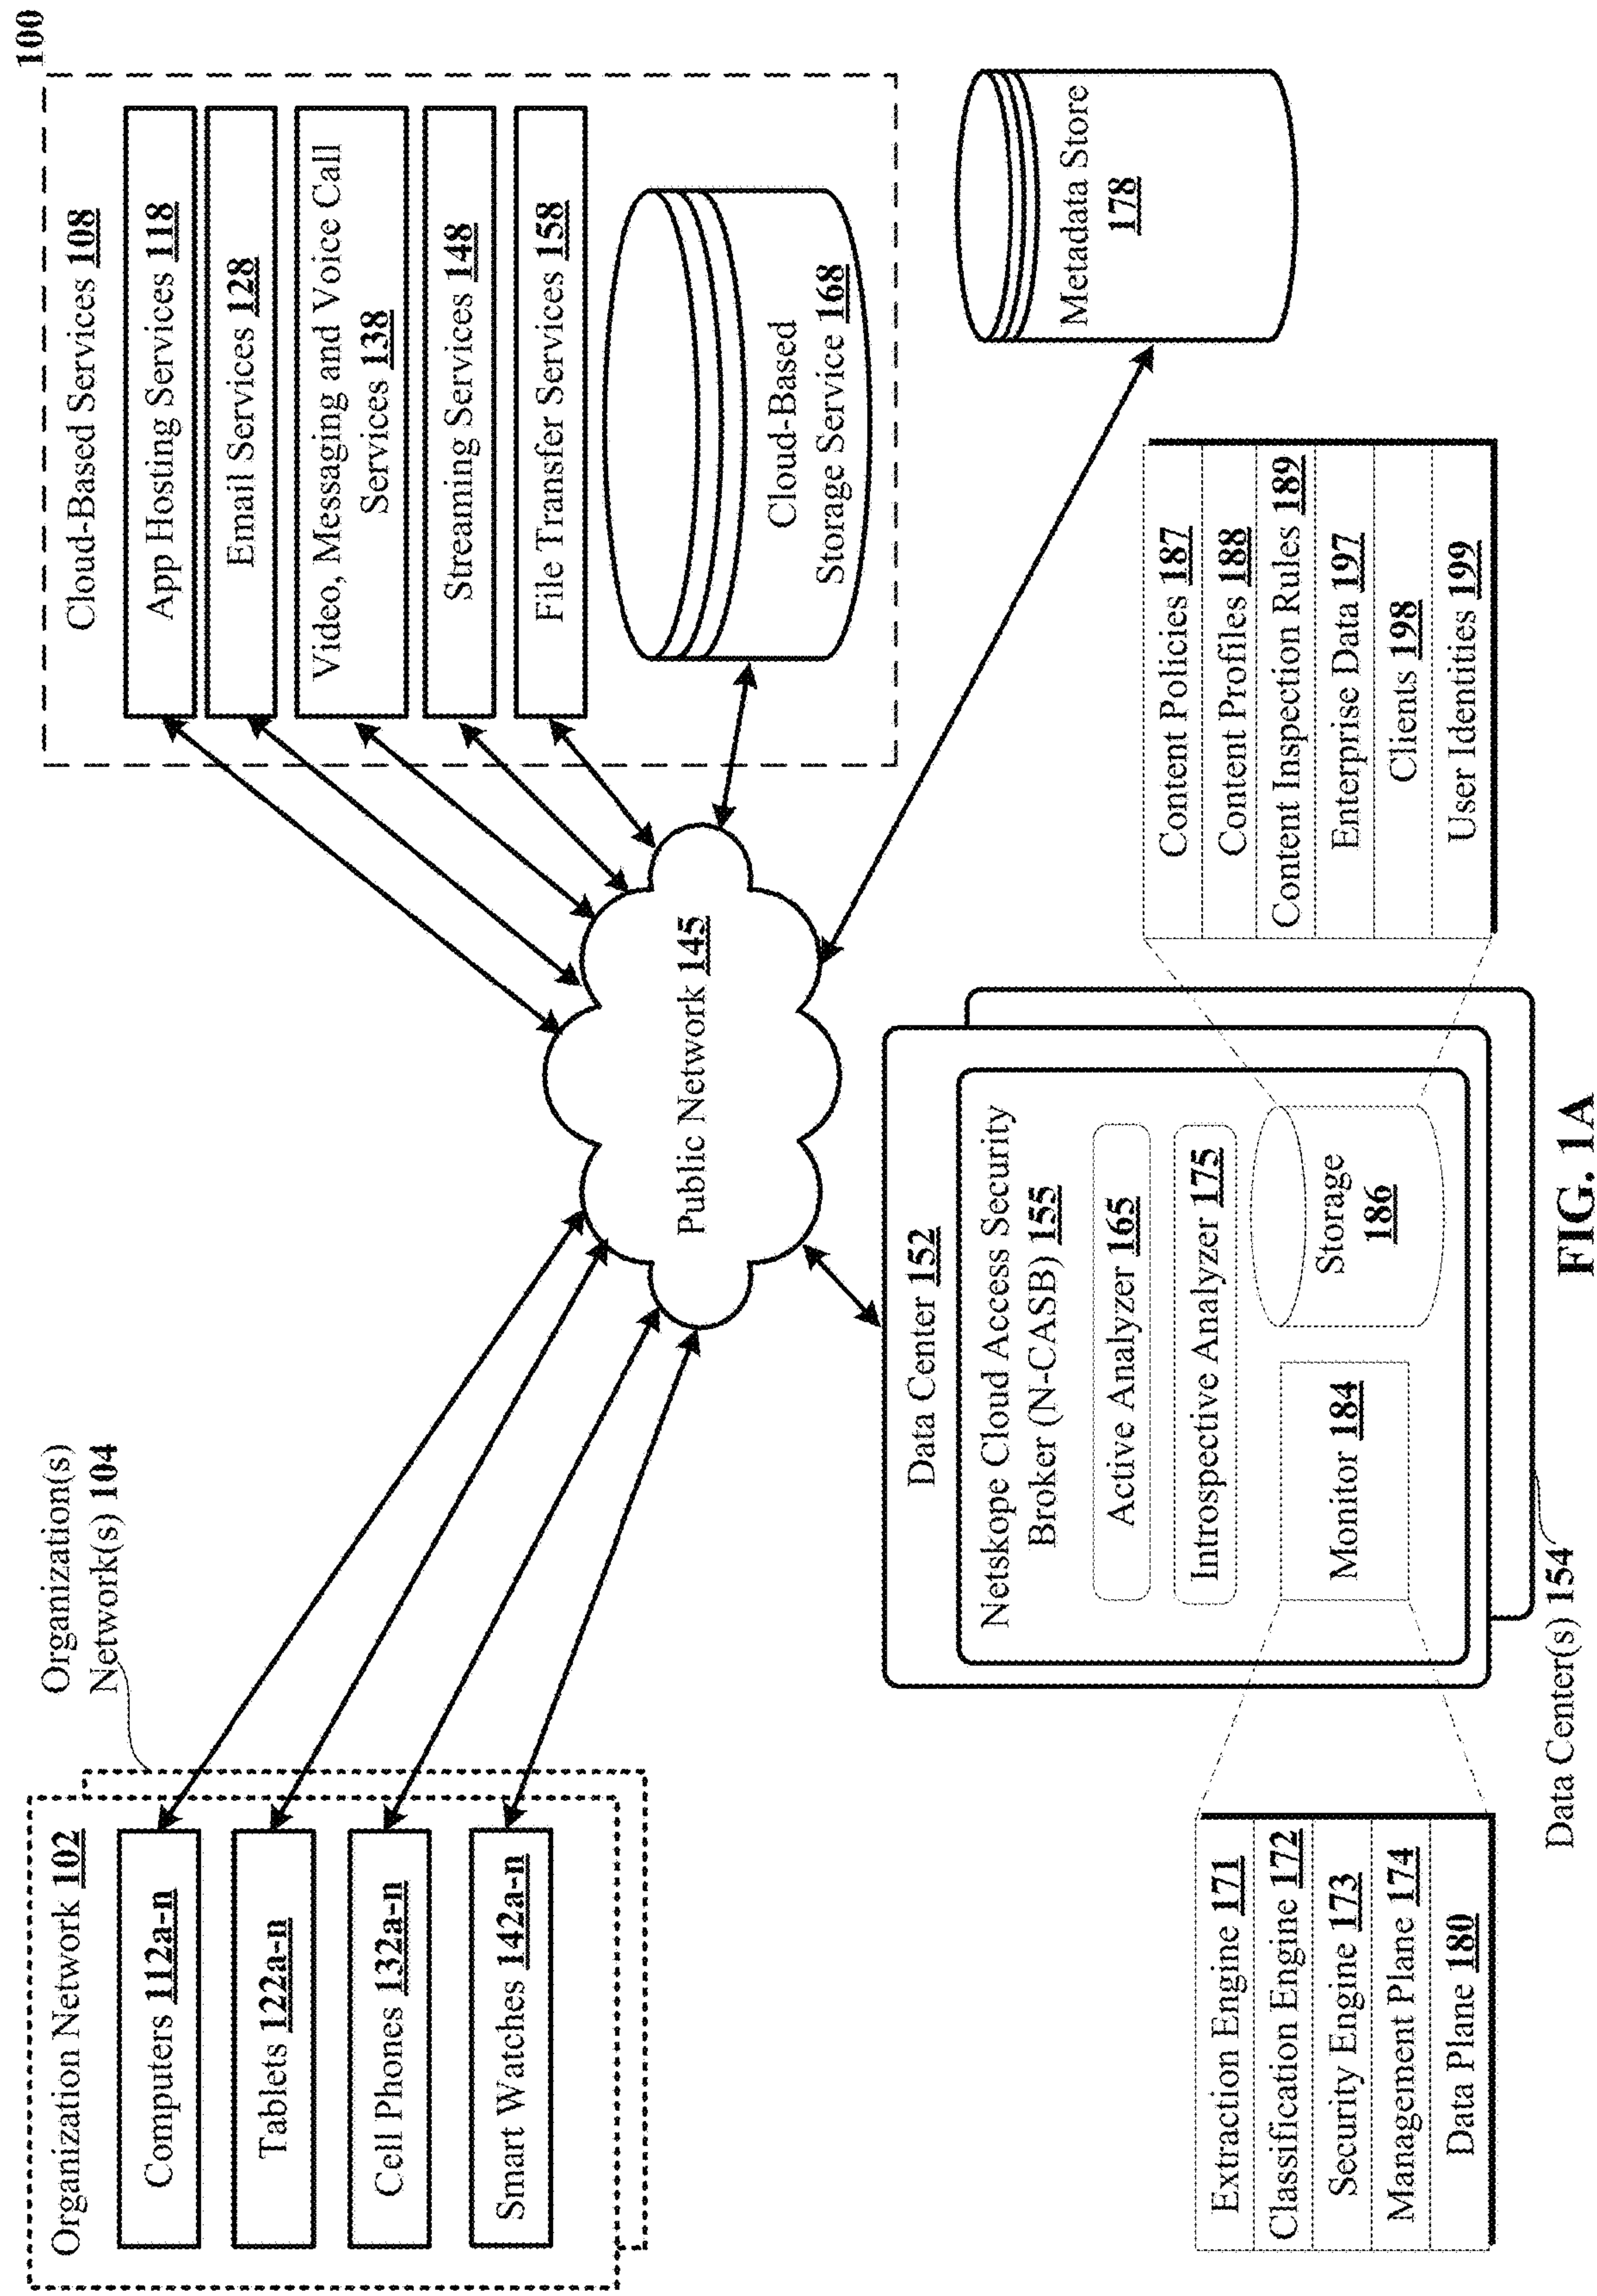 100
Organization Network 102
Computers 112a-n
Tablets 122a-n
Cell Phones 132a-n
Smart Watches 142a-n
Organization(s)
Network(s) 104
Public Network 145
Cloud-Based Services 108
App Hosting Services 118
Email Services 128
Video, Messaging and Voice Call
Services 138
Streaming Services 148
File Transfer Services 158
Cloud-Based
Storage Service 168
Metadata Store
178
Data Center 152
Netskope Cloud Access Security
Broker (N-CASB) 155
Active Analyzer 165
Introspective Analyzer 175
Monitor 184
Storage
186
Extraction Engine 171
Classification Engine 172
Security Engine 173
Management Plane 174
Data Plane 180
Content Policies 187
Content Profiles 188
Content Inspection Rules 189
Enterprise Data 197
Clients 198
User Identities 199
Data Center(s) 154
FIG. 1A